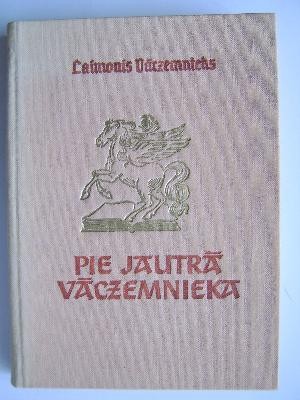 Laimonis Vāczemnieks
PIE JAUTRĀ
VĀCZEMNIEKA